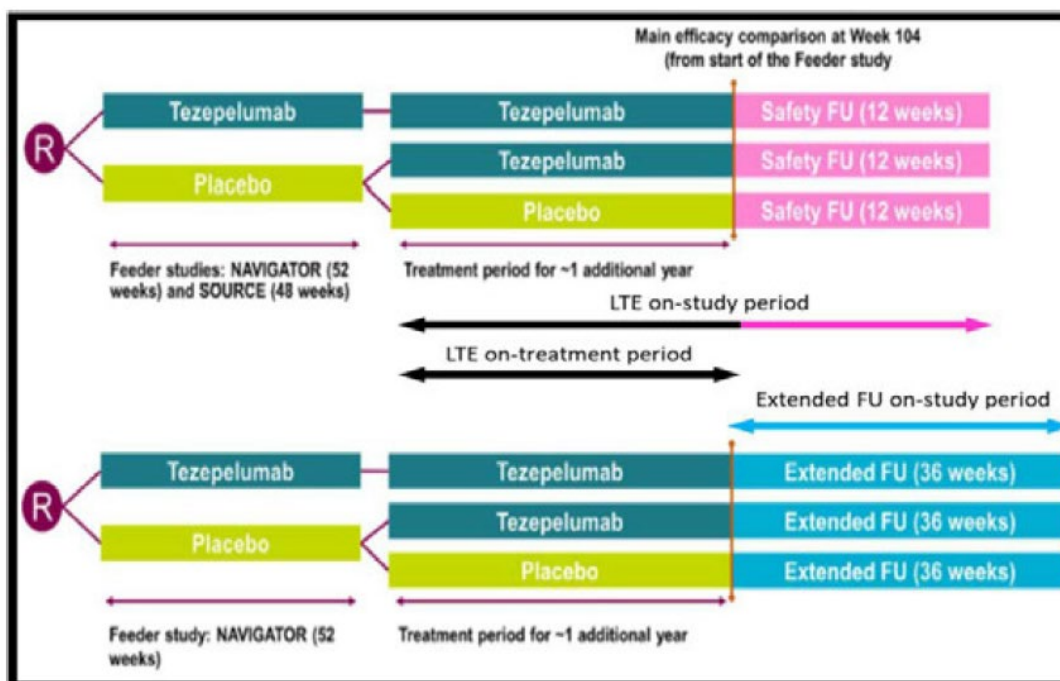 Main efficacy comparison at Week 104
(from start of the Feeder study
R
Tezepelumab
Tezepelumab
Safety FU (12 weeks)
Tezepelumab
Safety FU (12 weeks)
Placebo
Placebo
Safety FU (12 weeks)
Feeder studies: NAVIGATOR (52
weeks) and SOURCE (48 weeks)
Treatment period for ~1 additional year
LTE on-study period
LTE on-treatment period
Extended FU on-study period
R
Tezepelumab
Tezepelumab
Extended FU (36 weeks)
Tezepelumab
Extended FU (36 weeks)
Placebo
Placebo
Extended FU (36 weeks)
Feeder study: NAVIGATOR (52
weeks)
Treatment period for ~1 additional year